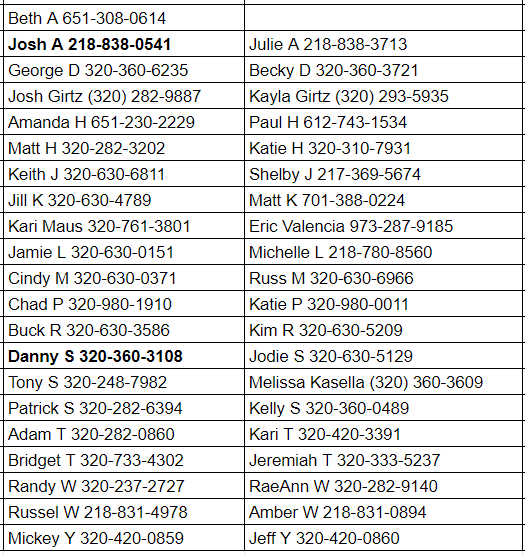 Beth A 651-308-0614
Josh A 218-838-0541 Julie A 218-838-3713
George D 320-360-6235 Becky D 320-360-3721
Josh Girtz (320) 282-9887 Kayla Girtz (320) 293-5935
Amanda H 651-230-2229 Paul H 612-743-1534
Matt H 320-282-3202 Katie H 320-310-7931
Keith J 320-630-6811 Shelby J 217-369-5674
Jill K 320-630-4789 Matt K 701-388-0224
Kari Maus 320-761-3801 Eric Valencia 973-287-9185
Jamie L 320-630-0151 Michelle L 218-780-8560
Cindy M 320-630-0371 Russ M 320-630-6966
Chad P 320-980-1910 Katie P 320-980-0011
Buck R 320-630-3586 Kim R 320-630-5209
Danny S 320-360-3108 Jodie S 320-630-5129
Tony S 320-248-7982 Melissa Kasella (320) 360-3609
Patrick S 320-282-6394 Kelly S 320-360-0489
Adam T 320-282-0860 Kari T 320-420-3391
Bridget T 320-733-4302 Jeremiah T 320-333-5237
Randy W 320-237-2727 RaeAnn W 320-282-9140
Russel W 218-831-4978 Amber W 218-831-0894
Mickey Y 320-420-0859 Jeff Y 320-420-0860